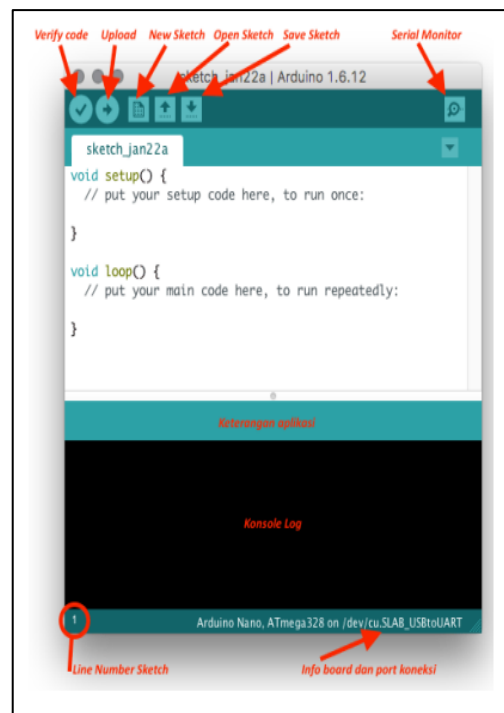 Verify code Upload New Sketch Open Sketch Save Sketch Serial Monitor
sketch_jan22a | Arduino 1.6.12
sketch_jan22a
void setup() {
// put your setup code here, to run once:
}
void loop() {
// put your main code here, to run repeatedly:
}
Keterangan aplikasi
Konsole Log
1
Arduino Nano, ATmega328 on /dev/cu.SLAB_USBtoUART
Line Number Sketch
Info board dan port koneksi